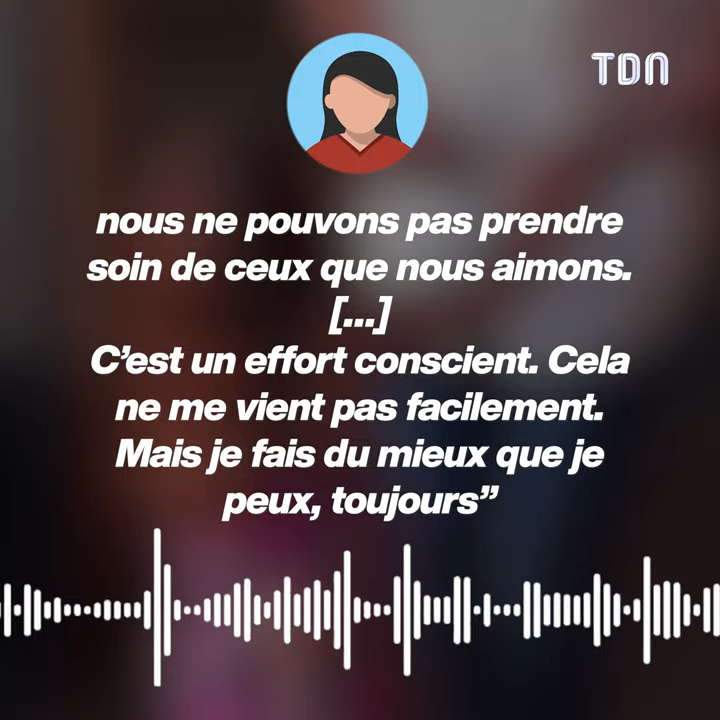 TDN
nous ne pouvons pas prendre
soin de ceux que nous aimons.
[...]
C’est un effort conscient. Cela
ne me vient pas facilement.
Mais je fais du mieux que je
peux, toujours”